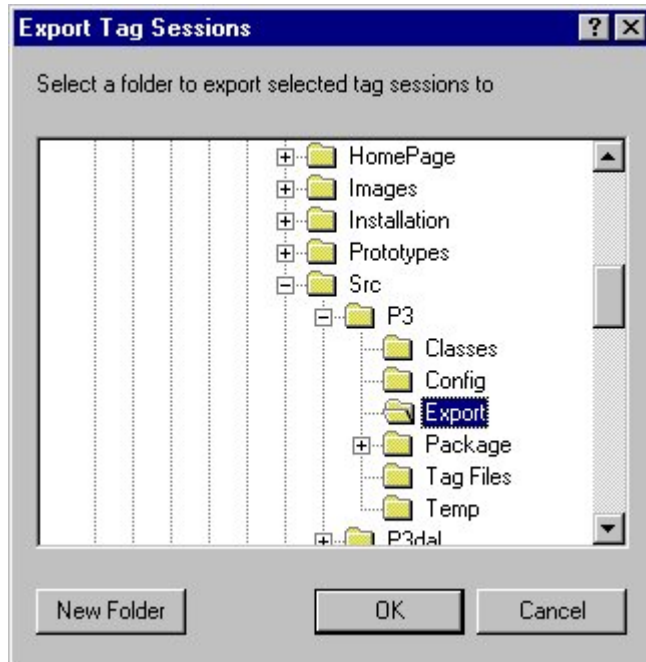 Export Tag Sessions
Select a folder to export selected tag sessions to
HomePage
Images
Installation
Prototypes
Src
P3
Classes
Config
Export
Package
Tag Files
Temp
P3dal
New Folder
OK
Cancel